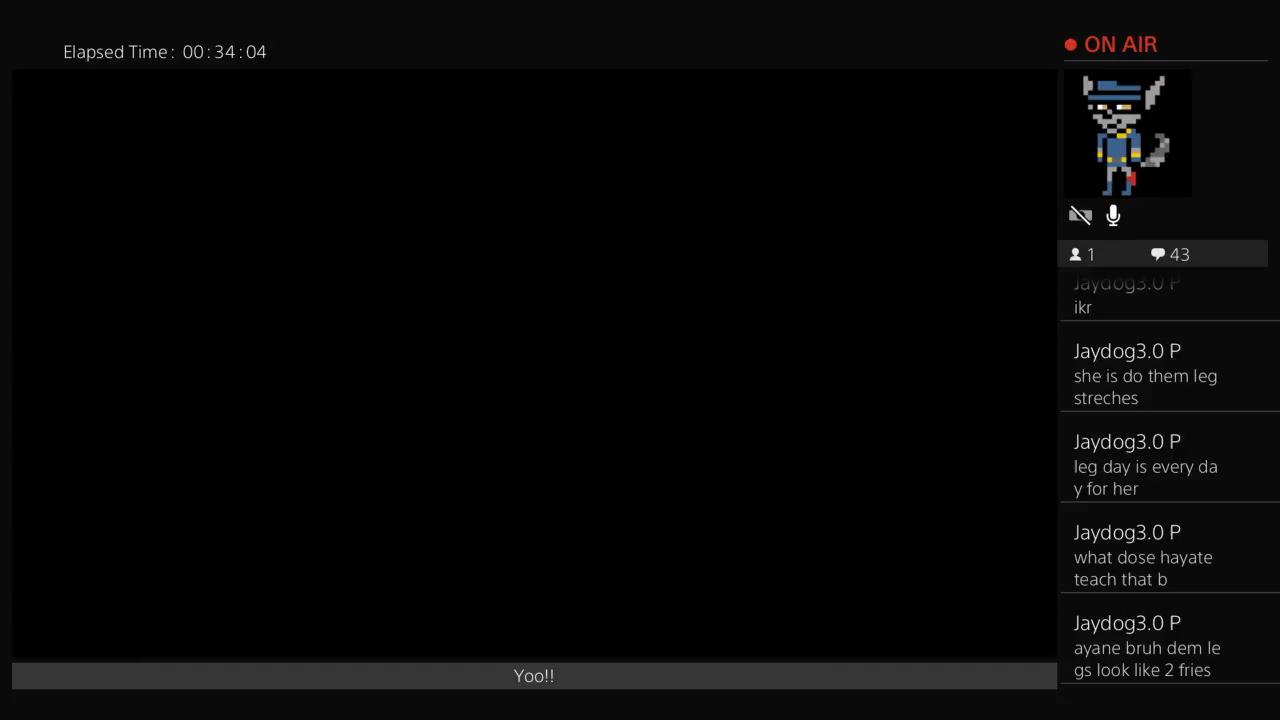 Elapsed Time: 00:34:04
ON AIR
1 43
Jaydog3.0 P
ikr
Jaydog3.0 P
she is do them leg
streches
Jaydog3.0 P
leg day is every da
y for her
Jaydog3.0 P
what dose hayate
teach that b
Jaydog3.0 P
ayane bruh dem le
gs look like 2 fries
Yoo!!